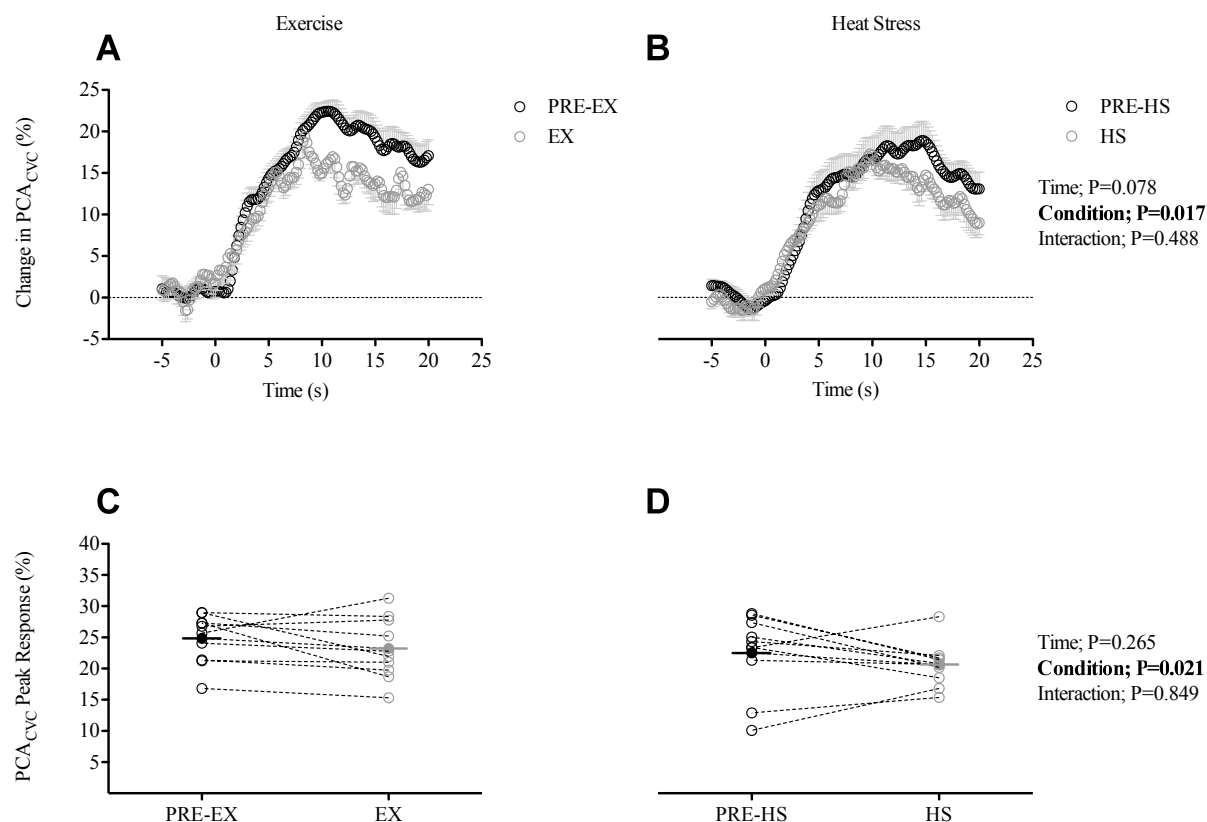 Exercise
Heat Stress
A
B
25
20
15
10
5
0
-5
Change in PCACVC (%)
PRE-EX
EX
PRE-HS
HS
Time; P=0.078
Condition; P=0.017
Interaction; P=0.488
-5 0 5 10 15 20 25
-5 0 5 10 15 20 25
Time (s)
Time (s)
C
D
40
35
30
25
20
15
10
5
PCACVC Peak Response (%)
Time; P=0.265
Condition; P=0.021
Interaction; P=0.849
PRE-EX EX
PRE-HS HS